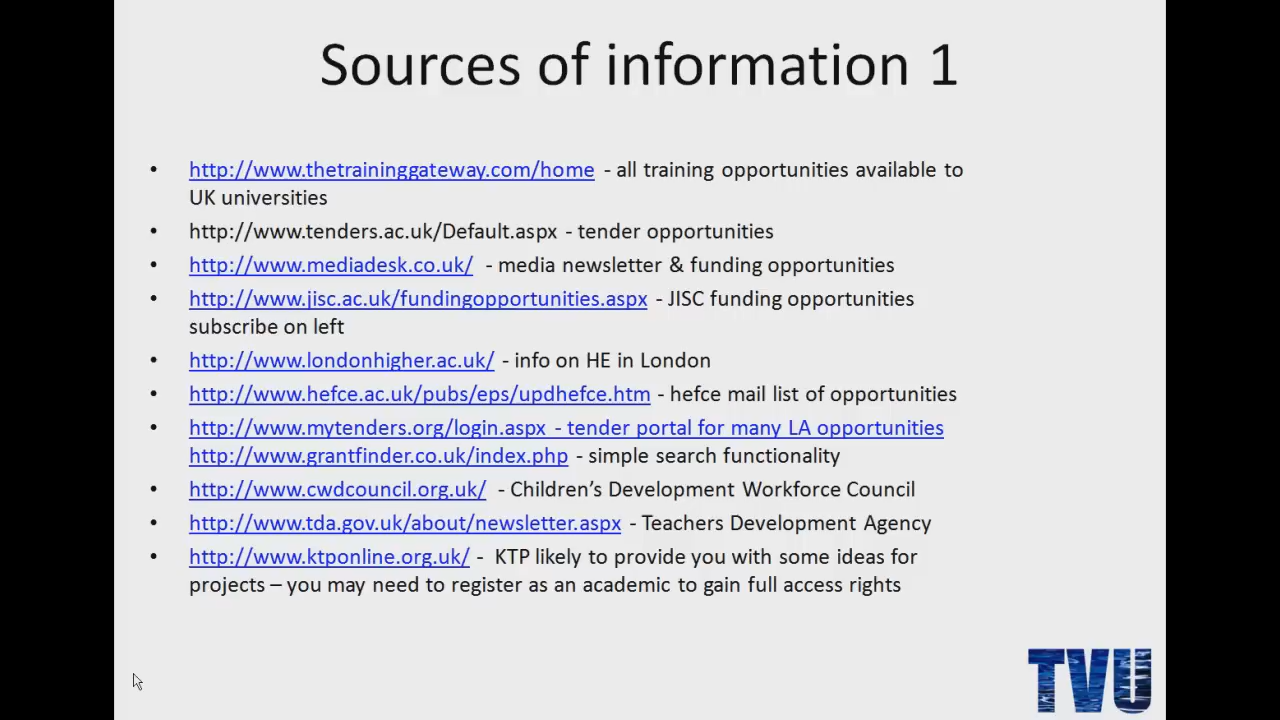 Sources of information 1
• http://www.thetraininggateway.com/home - all training opportunities available to
UK universities
• http://www.tenders.ac.uk/Default.aspx - tender opportunities
• http://www.mediadesk.co.uk/ - media newsletter & funding opportunities
• http://www.jisc.ac.uk/fundingopportunities.aspx - JISC funding opportunities
subscribe on left
• http://www.londonhigher.ac.uk/ - info on HE in London
• http://www.hefce.ac.uk/pubs/eps/updhefce.htm - hefce mail list of opportunities
• http://www.mytenders.org/login.aspx - tender portal for many LA opportunities
http://www.grantfinder.co.uk/index.php - simple search functionality
• http://www.cwdcouncil.org.uk/ - Children’s Development Workforce Council
• http://www.tda.gov.uk/about/newsletter.aspx - Teachers Development Agency
• http://www.ktponline.org.uk/ - KTP likely to provide you with some ideas for
projects – you may need to register as an academic to gain full access rights
TVU